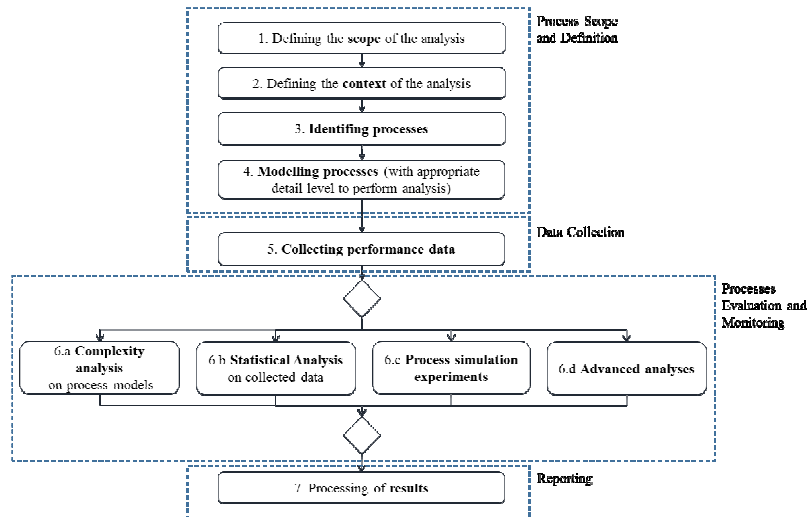 Process Scope
and Definition
1. Defining the scope of the analysis
2. Defining the context of the analysis
3. Identifing processes
4. Modelling processes (with appropriate
detail level to perform analysis)
Data Collection
5. Collecting performance data
Processes
Evaluation and
Monitoring
6.a Complexity
analysis
on process models
6.b Statistical Analysis
on collected data
6.c Process simulation
experiments
6.d Advanced analyses
Reporting
7. Processing of results